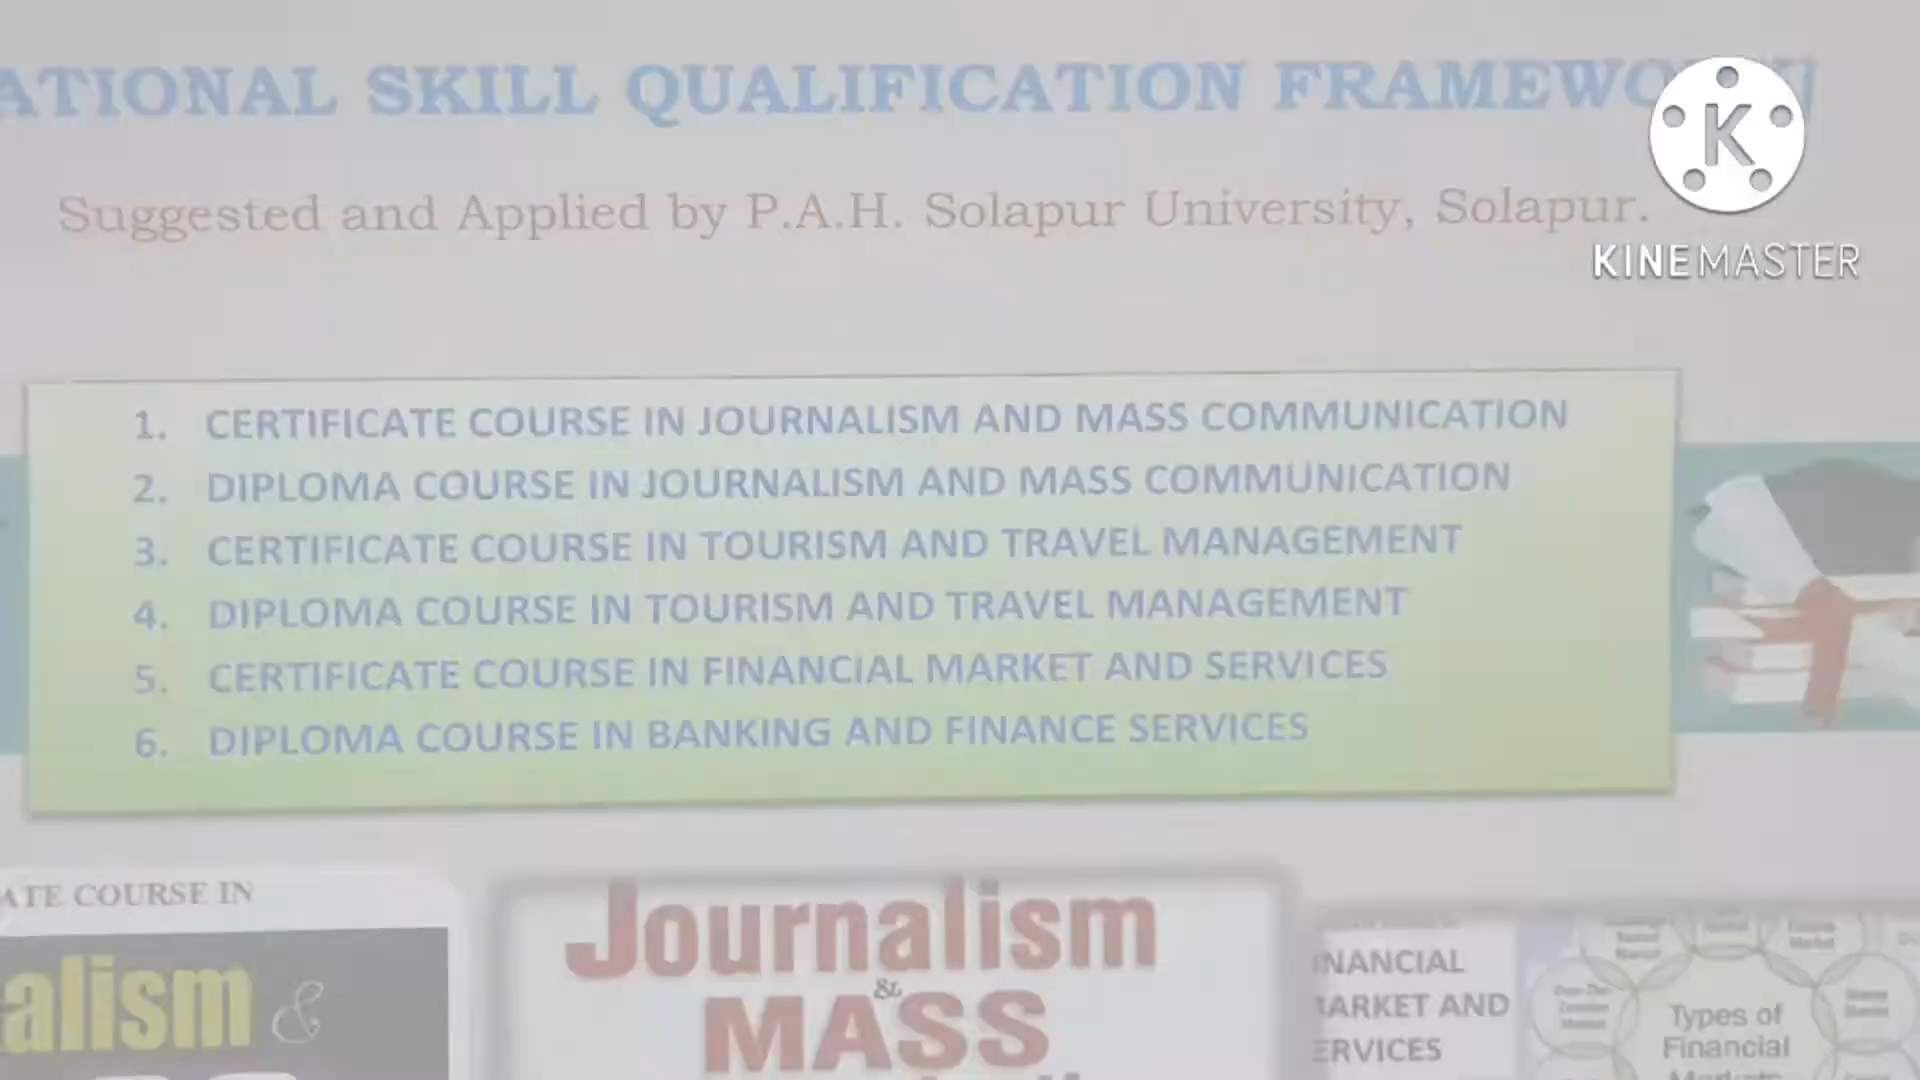 ATIONAL SKILL QUALIFICATION FRAMEWO
Suggested and Applied by P.A.H. Solapur University, Solapur.
K
KINEMASTER
1. CERTIFICATE COURSE IN JOURNALISM AND MASS COMMUNICATION
2. DIPLOMA COURSE IN JOURNALISM AND MASS COMMUNICATION
3. CERTIFICATE COURSE IN TOURISM AND TRAVEL MANAGEMENT
4. DIPLOMA COURSE IN TOURISM AND TRAVEL MANAGEMENT
5. CERTIFICATE COURSE IN FINANCIAL MARKET AND SERVICES
6. DIPLOMA COURSE IN BANKING AND FINANCE SERVICES
ATE COURSE IN
alism &
Journalism
&
MASS
NANCIAL
ARKET AND
ERVICES
Types of
Financial